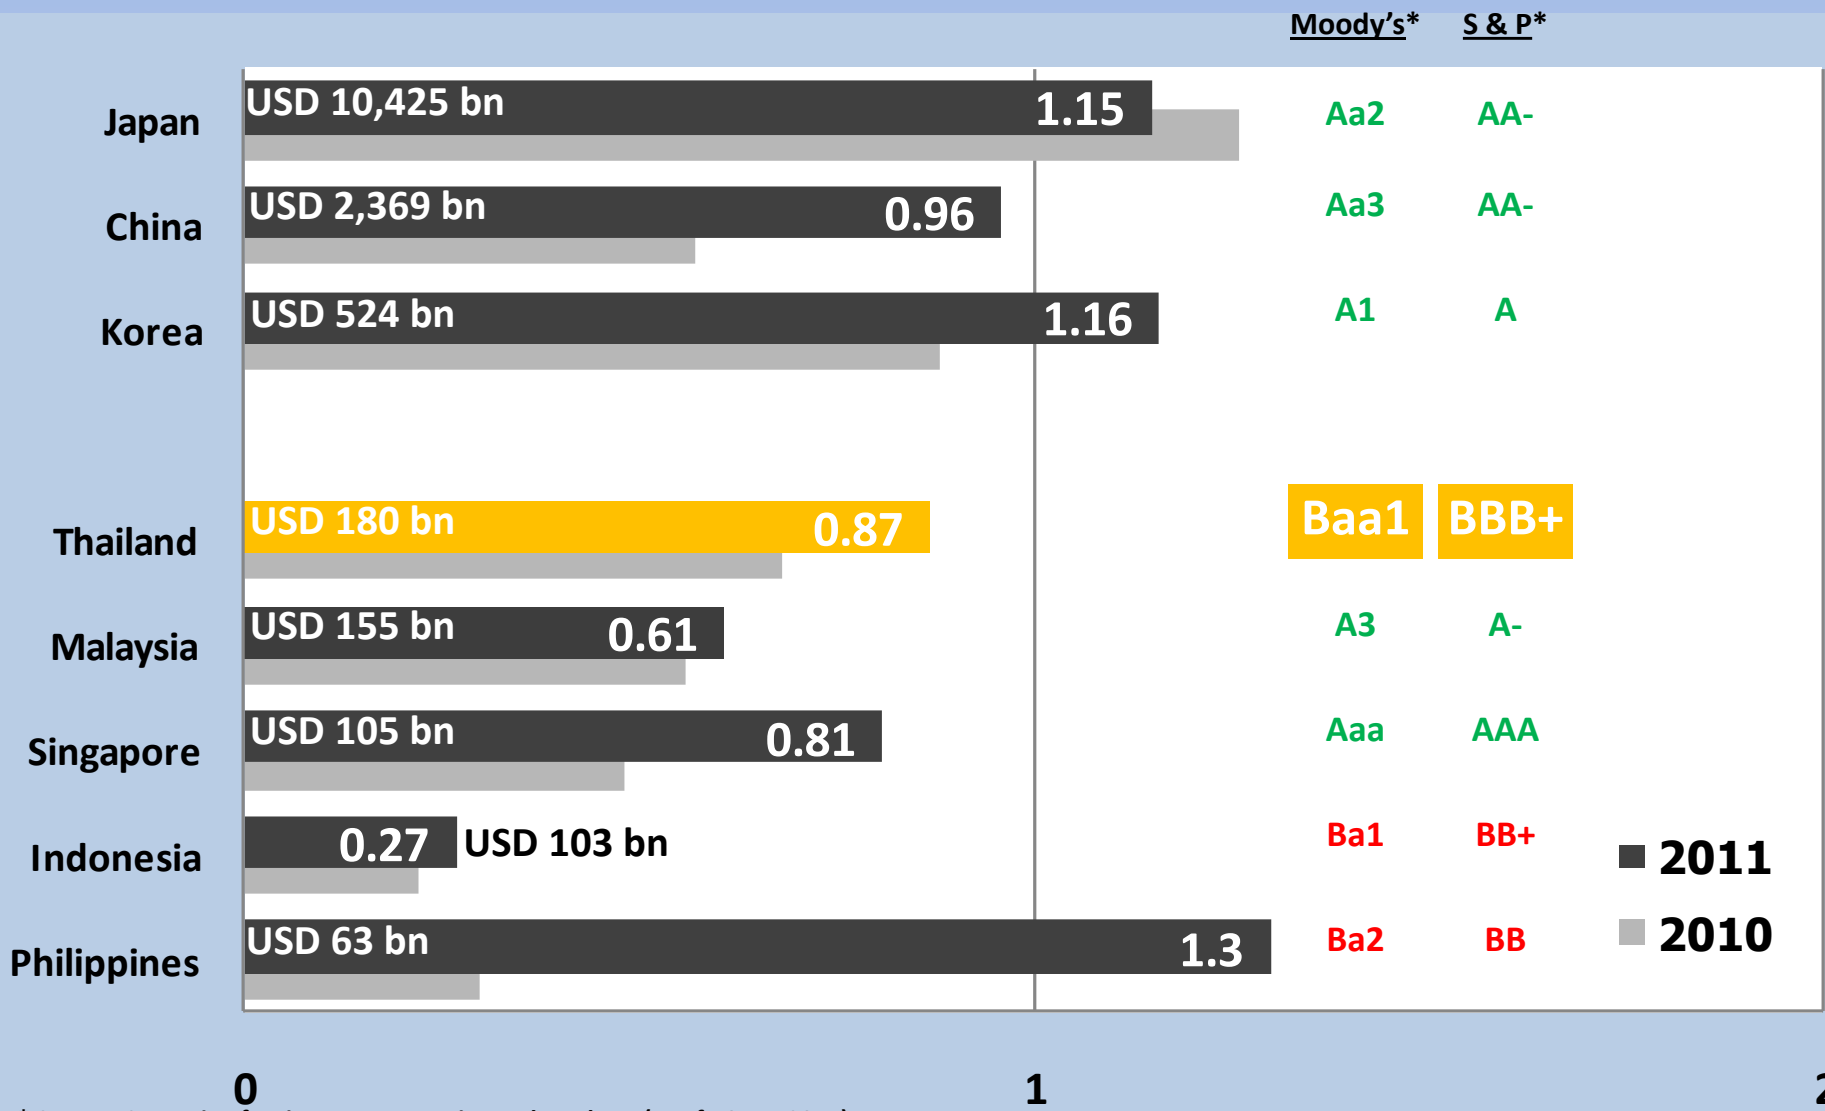 Moody's* S & P*
Japan USD 10,425 bn 1.15 Aa2 AA-
China USD 2,369 bn 0.96 Aa3 AA-
Korea USD 524 bn 1.16 A1 A
Thailand USD 180 bn 0.87 Baa1 BBB+
Malaysia USD 155 bn 0.61 A3 A-
Singapore USD 105 bn 0.81 Aaa AAA
Indonesia 0.27 USD 103 bn Ba1 BB+
2011
Philippines USD 63 bn 1.3 Ba2 BB
2010
0 1 2